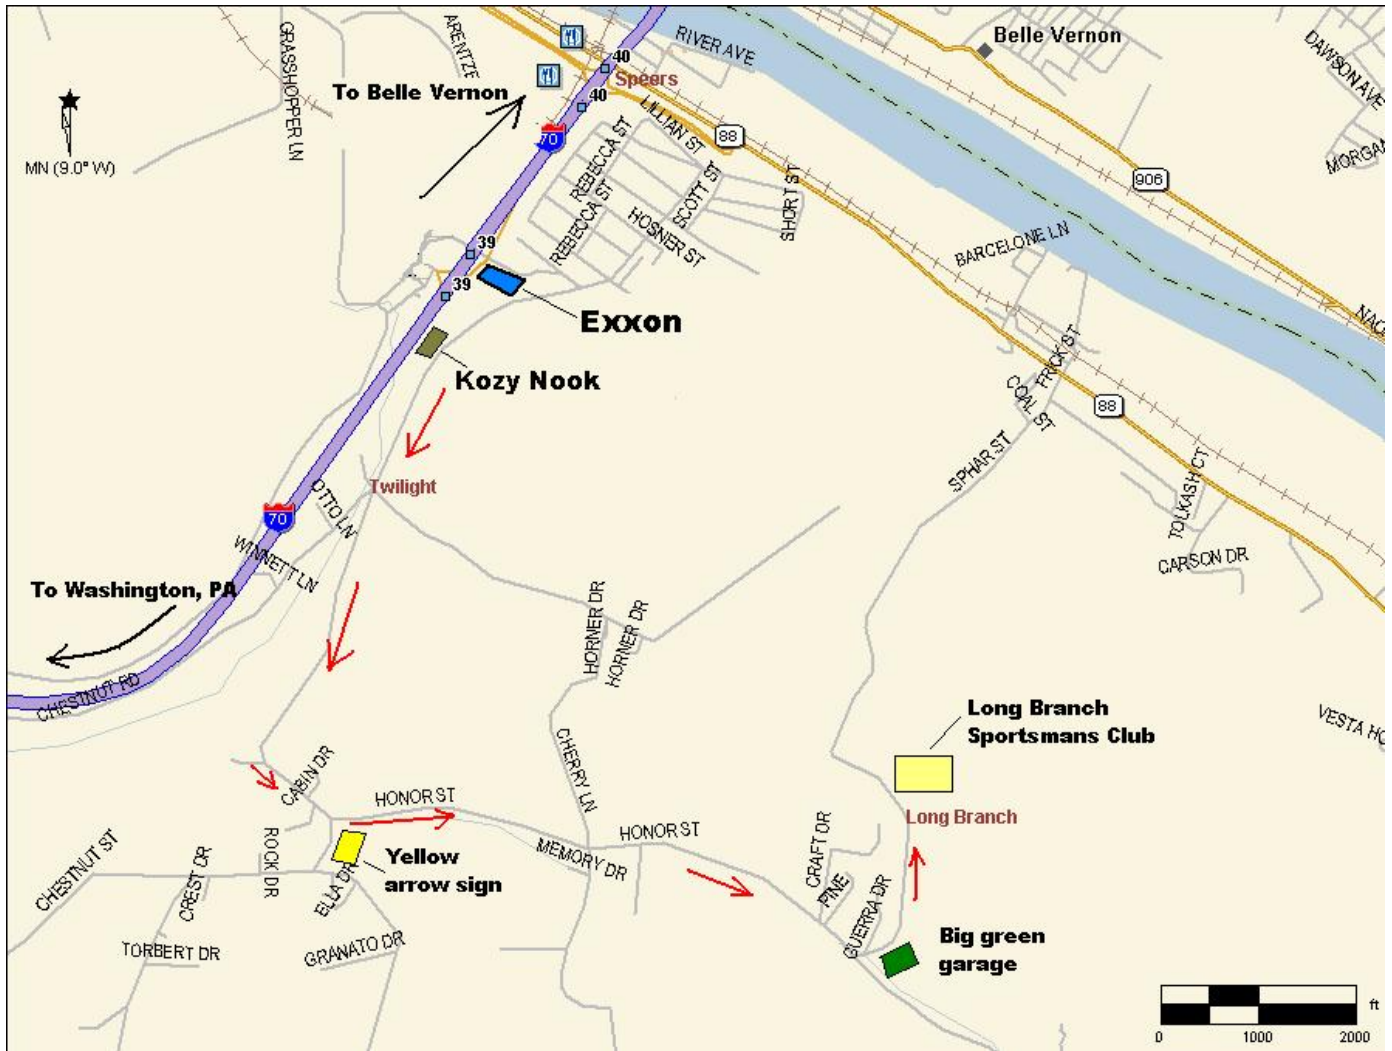 GRASSHOPPER LN
ARENTZE
RIVER AVE
Belle Vernon
DAWSON AVE
40
Speers
To Belle Vernon
40
LILLIAN ST
88
70
MORGAN
MN (9.0° W)
906
REBECCA ST
REBECCA ST
SCOTT ST
HOSNER ST
SHORT ST
BARCELONE LN
39
39
Exxon
Kozy Nook
FRICK ST
COAL ST
88
Twilight
SPHAR ST
TOLKASH CT
CARSON DR
OTTO LN
70
WINNETT LN
To Washington, PA
HORNER DR
HORNER DR
CHESTNUT RD
Long Branch
Sportsmans Club
VESTA HO
CABIN DR
CHERRY LN
HONOR ST
HONOR ST
Long Branch
MEMORY DR
CRAFT DR
PINE
GUERRA DR
Yellow
arrow sign
CHESTNUT ST
CREST DR
ROCK DR
ELLA DR
TORBERT DR
GRANATO DR
Big green
garage
ft
0
1000
2000